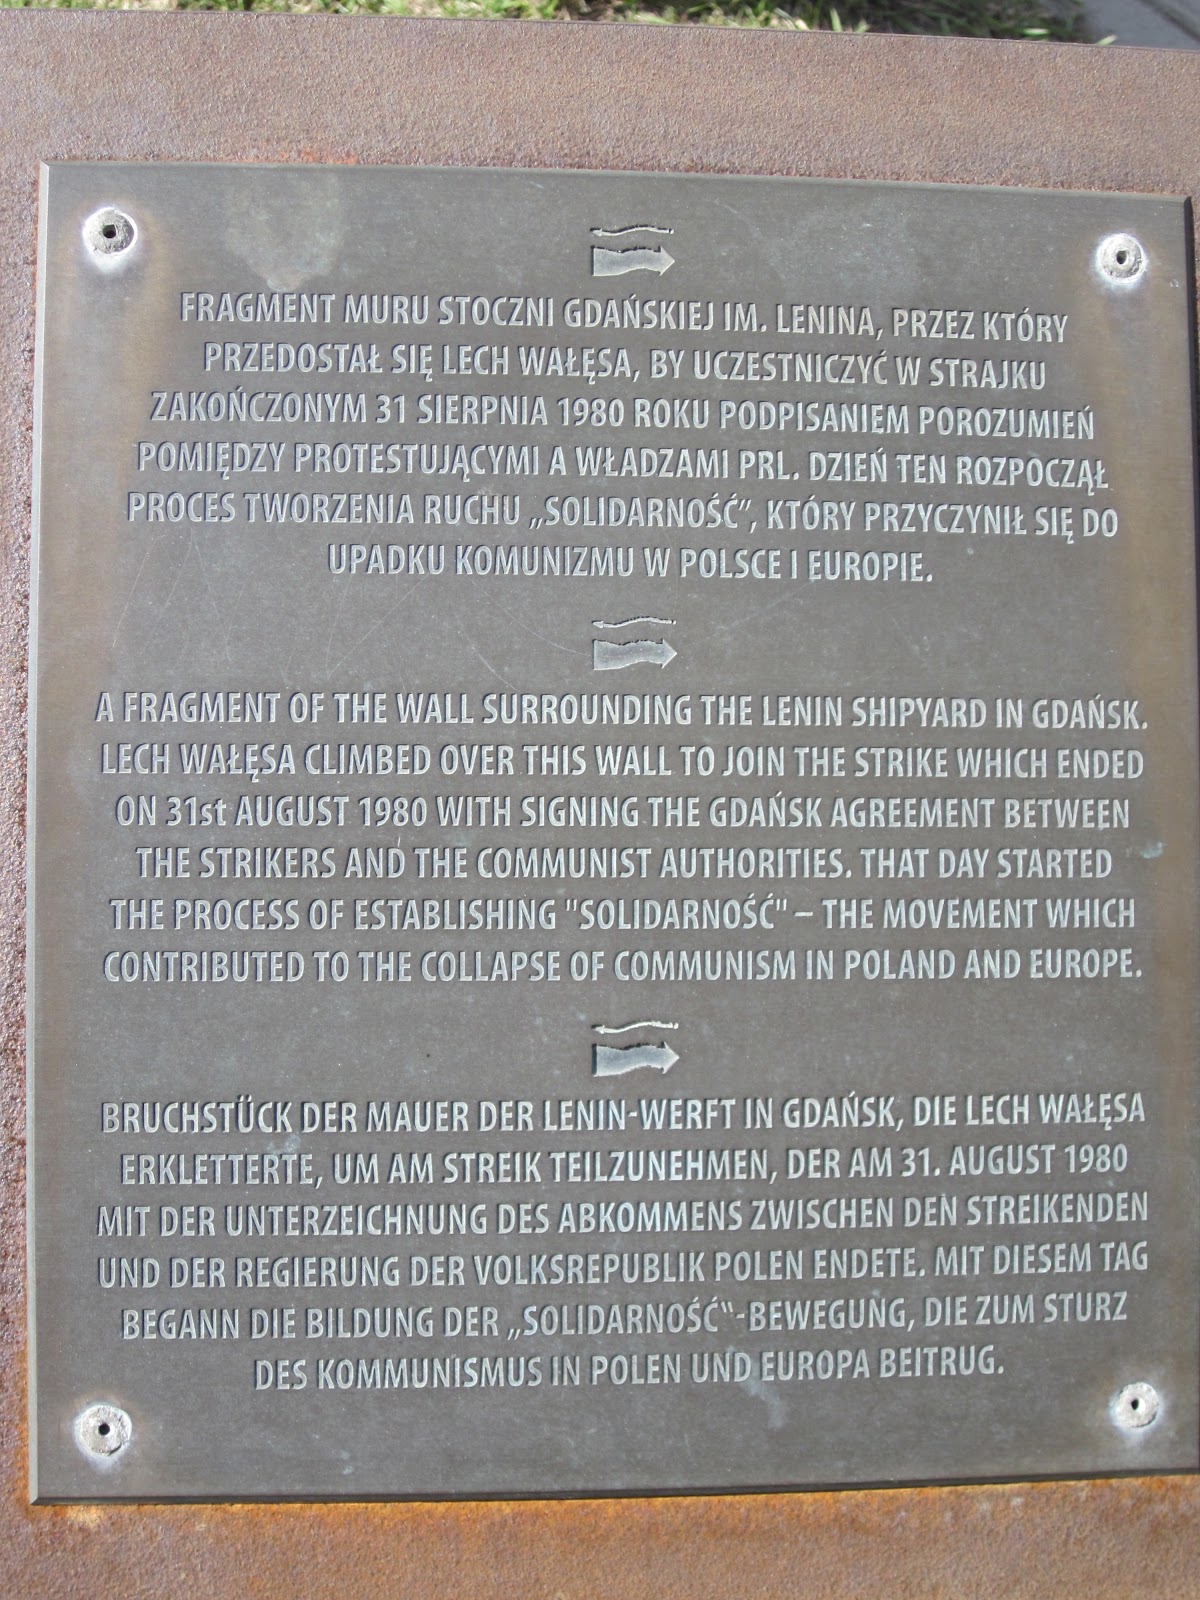 FRAGMENT MURU STOCZNI GDAŃSKIEJ IM. LENINA, PRZEZ KTÓRY
PRZEDOSTAŁ SIĘ LECH WAŁĘSA, BY UCZESTNICZYĆ W STRAJKU
ZAKOŃCZONYM 31 SIERPNIA 1980 ROKU PODPISANIEM POROZUMIEŃ
POMIĘDZY PROTESTUJĄCYMI A WŁADZAMI PRL. DZIEŃ TEN ROZPOCZĄŁ
PROCES TWORZENIA RUCHU „SOLIDARNOŚĆ”, KTÓRY PRZYCZYNIŁ SIĘ DO
UPADKU KOMUNIZMU W POLSCE I EUROPIE.
A FRAGMENT OF THE WALL SURROUNDING THE LENIN SHIPYARD IN GDAŃSK.
LECH WAŁĘSA CLIMBED OVER THIS WALL TO JOIN THE STRIKE WHICH ENDED
ON 31st AUGUST 1980 WITH SIGNING THE GDAŃSK AGREEMENT BETWEEN
THE STRIKERS AND THE COMMUNIST AUTHORITIES. THAT DAY STARTED
THE PROCESS OF ESTABLISHING "SOLIDARNOŚĆ" – THE MOVEMENT WHICH
CONTRIBUTED TO THE COLLAPSE OF COMMUNISM IN POLAND AND EUROPE.
BRUCHSTÜCK DER MAUER DER LENIN-WERFT IN GDAŃSK, DIE LECH WAŁĘSA
ERKLETTERTE, UM AM STREIK TEILZUNEHMEN, DER AM 31. AUGUST 1980
MIT DER UNTERZEICHNUNG DES ABKOMMENS ZWISCHEN DEN STREIKENDEN
UND DER REGIERUNG DER VOLKSREPUBLIK POLEN ENDETE. MIT DIESEM TAG
BEGANN DIE BILDUNG DER „SOLIDARNOŚĆ“-BEWEGUNG, DIE ZUM STURZ
DES KOMMUNISMUS IN POLEN UND EUROPA BEITRUG.